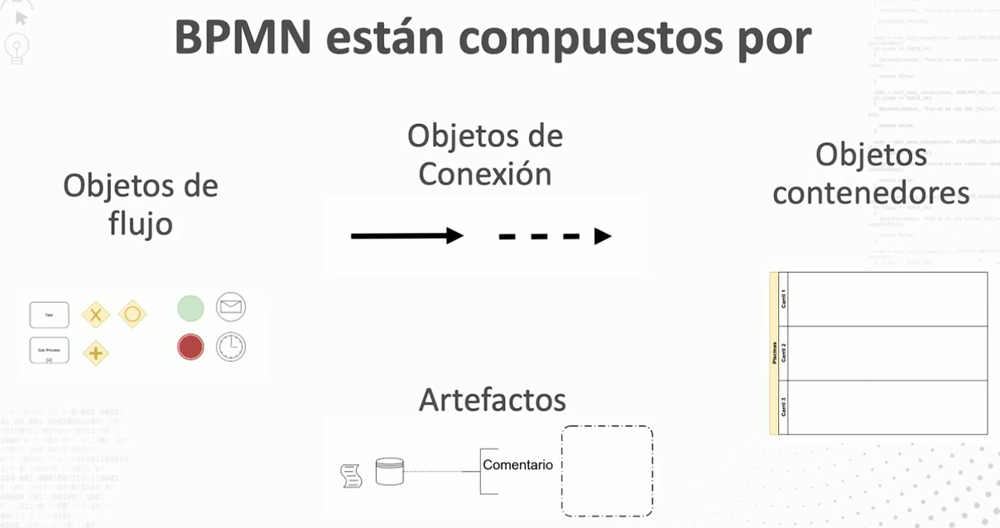 BPMN están compuestos por
Objetos de
flujo
Task
Sub-Process
[+]
Objetos de
Conexión
Objetos
contenedores
Piscinas
Carril 1
Carril 2
Carril 3
Artefactos
Comentario